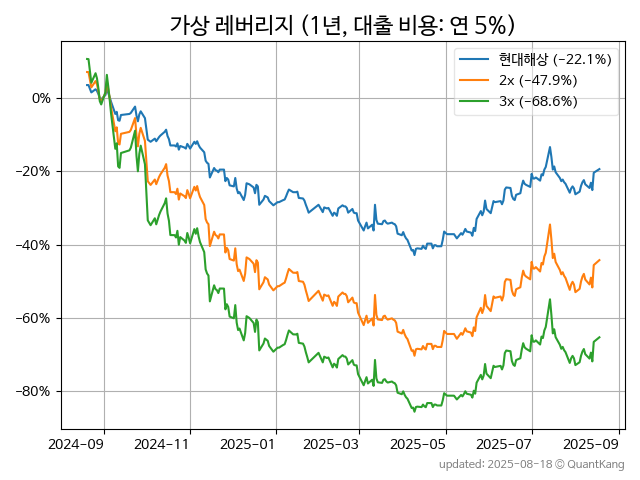 가상 레버리지 (1년, 대출 비용: 연 5%)
현대해상 (−22.1%)
2x (−47.9%)
3x (−68.6%)
0%
−20%
−40%
−60%
−80%
2024-09 2024-11 2025-01 2025-03 2025-05 2025-07 2025-09
updated: 2025-08-18 © QuantKang